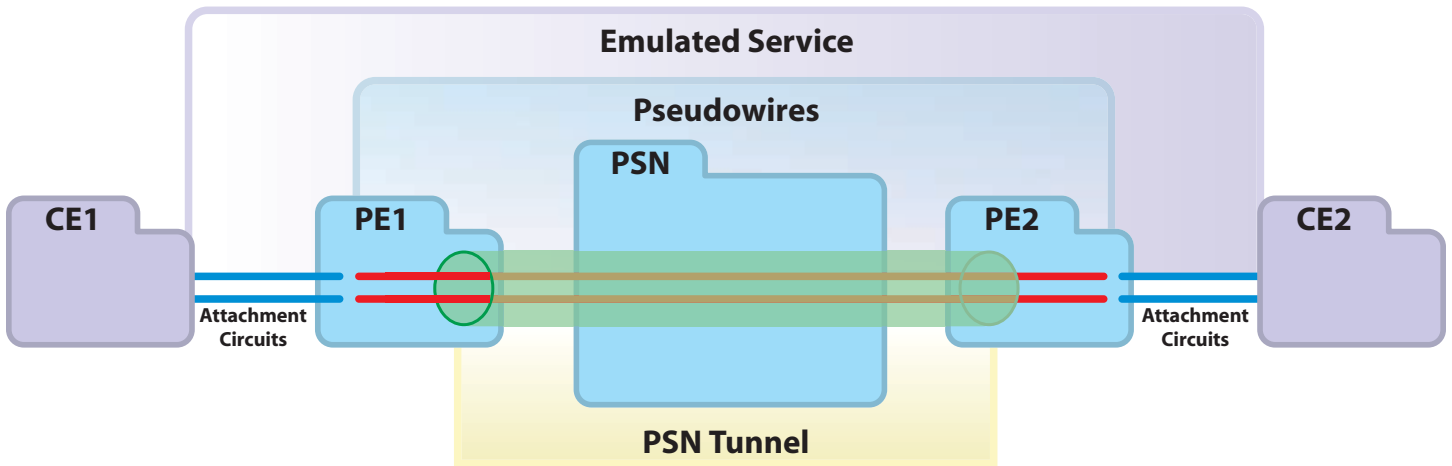 Emulated Service
Pseudowires
PSN
CE1
PE1
PE2
CE2
Attachment
Circuits
Attachment
Circuits
PSN Tunnel